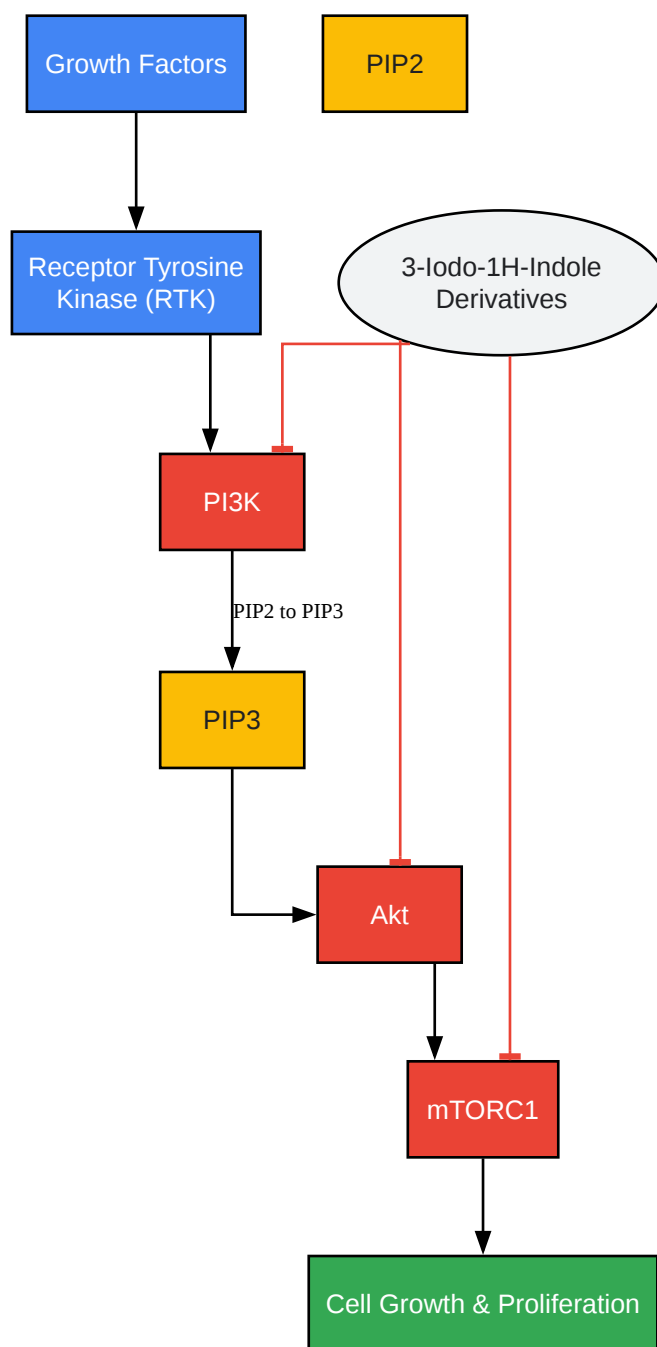 Growth Factors
PIP2
Receptor Tyrosine
Kinase (RTK)
3-Iodo-1H-Indole
Derivatives
PI3K
PIP2 to PIP3
PIP3
Akt
mTORC1
Cell Growth & Proliferation